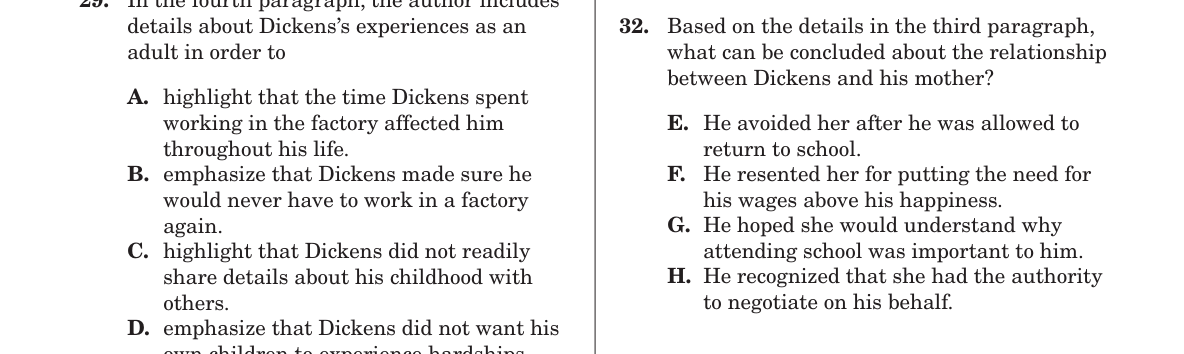 29. In the fourth paragraph, the author includes
details about Dickens's experiences as an
adult in order to
A. highlight that the time Dickens spent
working in the factory affected him
throughout his life.
B. emphasize that Dickens made sure he
would never have to work in a factory
again.
C. highlight that Dickens did not readily
share details about his childhood with
others.
D. emphasize that Dickens did not want his
own children to experience hardships
32. Based on the details in the third paragraph,
what can be concluded about the relationship
between Dickens and his mother?
E. He avoided her after he was allowed to
return to school.
F. He resented her for putting the need for
his wages above his happiness.
G. He hoped she would understand why
attending school was important to him.
H. He recognized that she had the authority
to negotiate on his behalf.